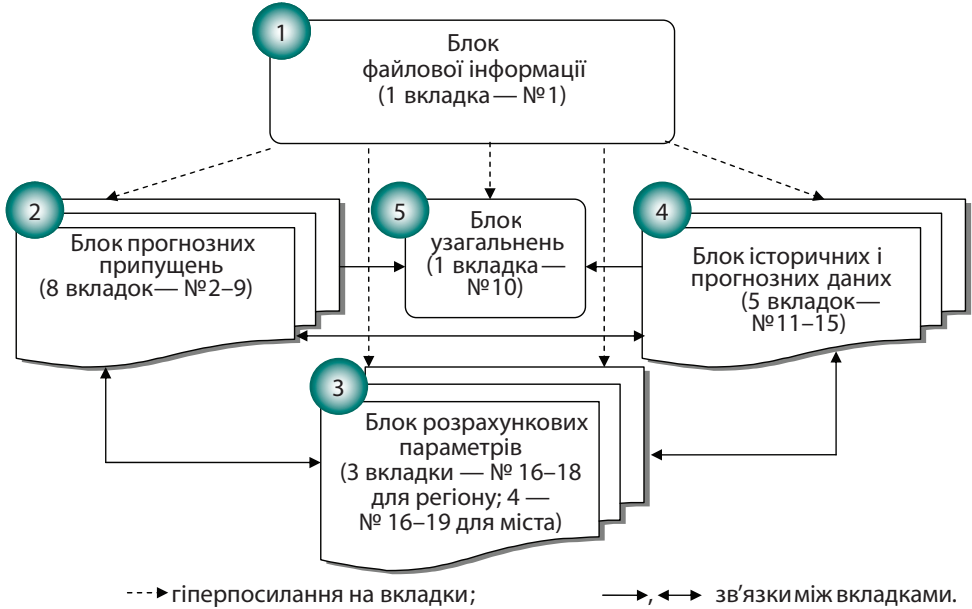 1
Блок
файлової інформації
(1 вкладка — №1)
2
Блок прогнозних
припущень
(8 вкладок— №2–9)
5
Блок
узагальнень
(1 вкладка —
№10)
4
Блок історичних і
прогнозних даних
(5 вкладок—
№11–15)
3
Блок розрахункових
параметрів
(3 вкладки — № 16–18
для регіону; 4 —
№ 16–19 для міста)
гіперпосилання на вкладки; , зв'язки між вкладками.